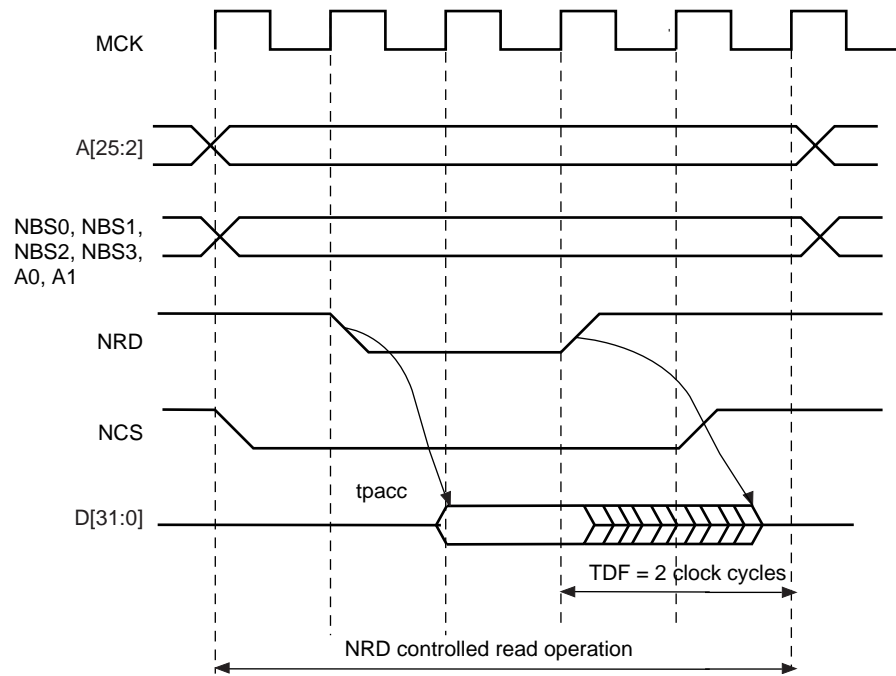 MCK
A[25:2]
NBS0, NBS1,
NBS2, NBS3,
A0, A1
NRD
NCS
tpacc
D[31:0]
TDF = 2 clock cycles
NRD controlled read operation